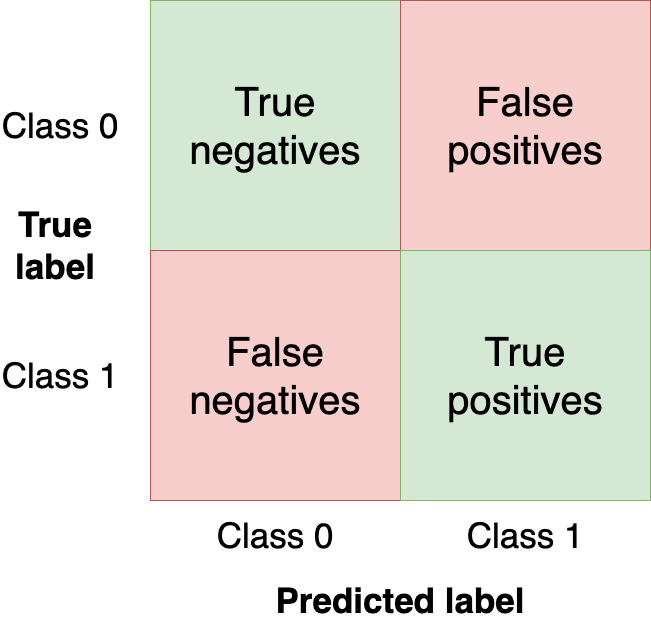 True
negatives
False
positives
Class 0
True
label
False
negatives
True
positives
Class 1
Class 0
Class 1
Predicted label